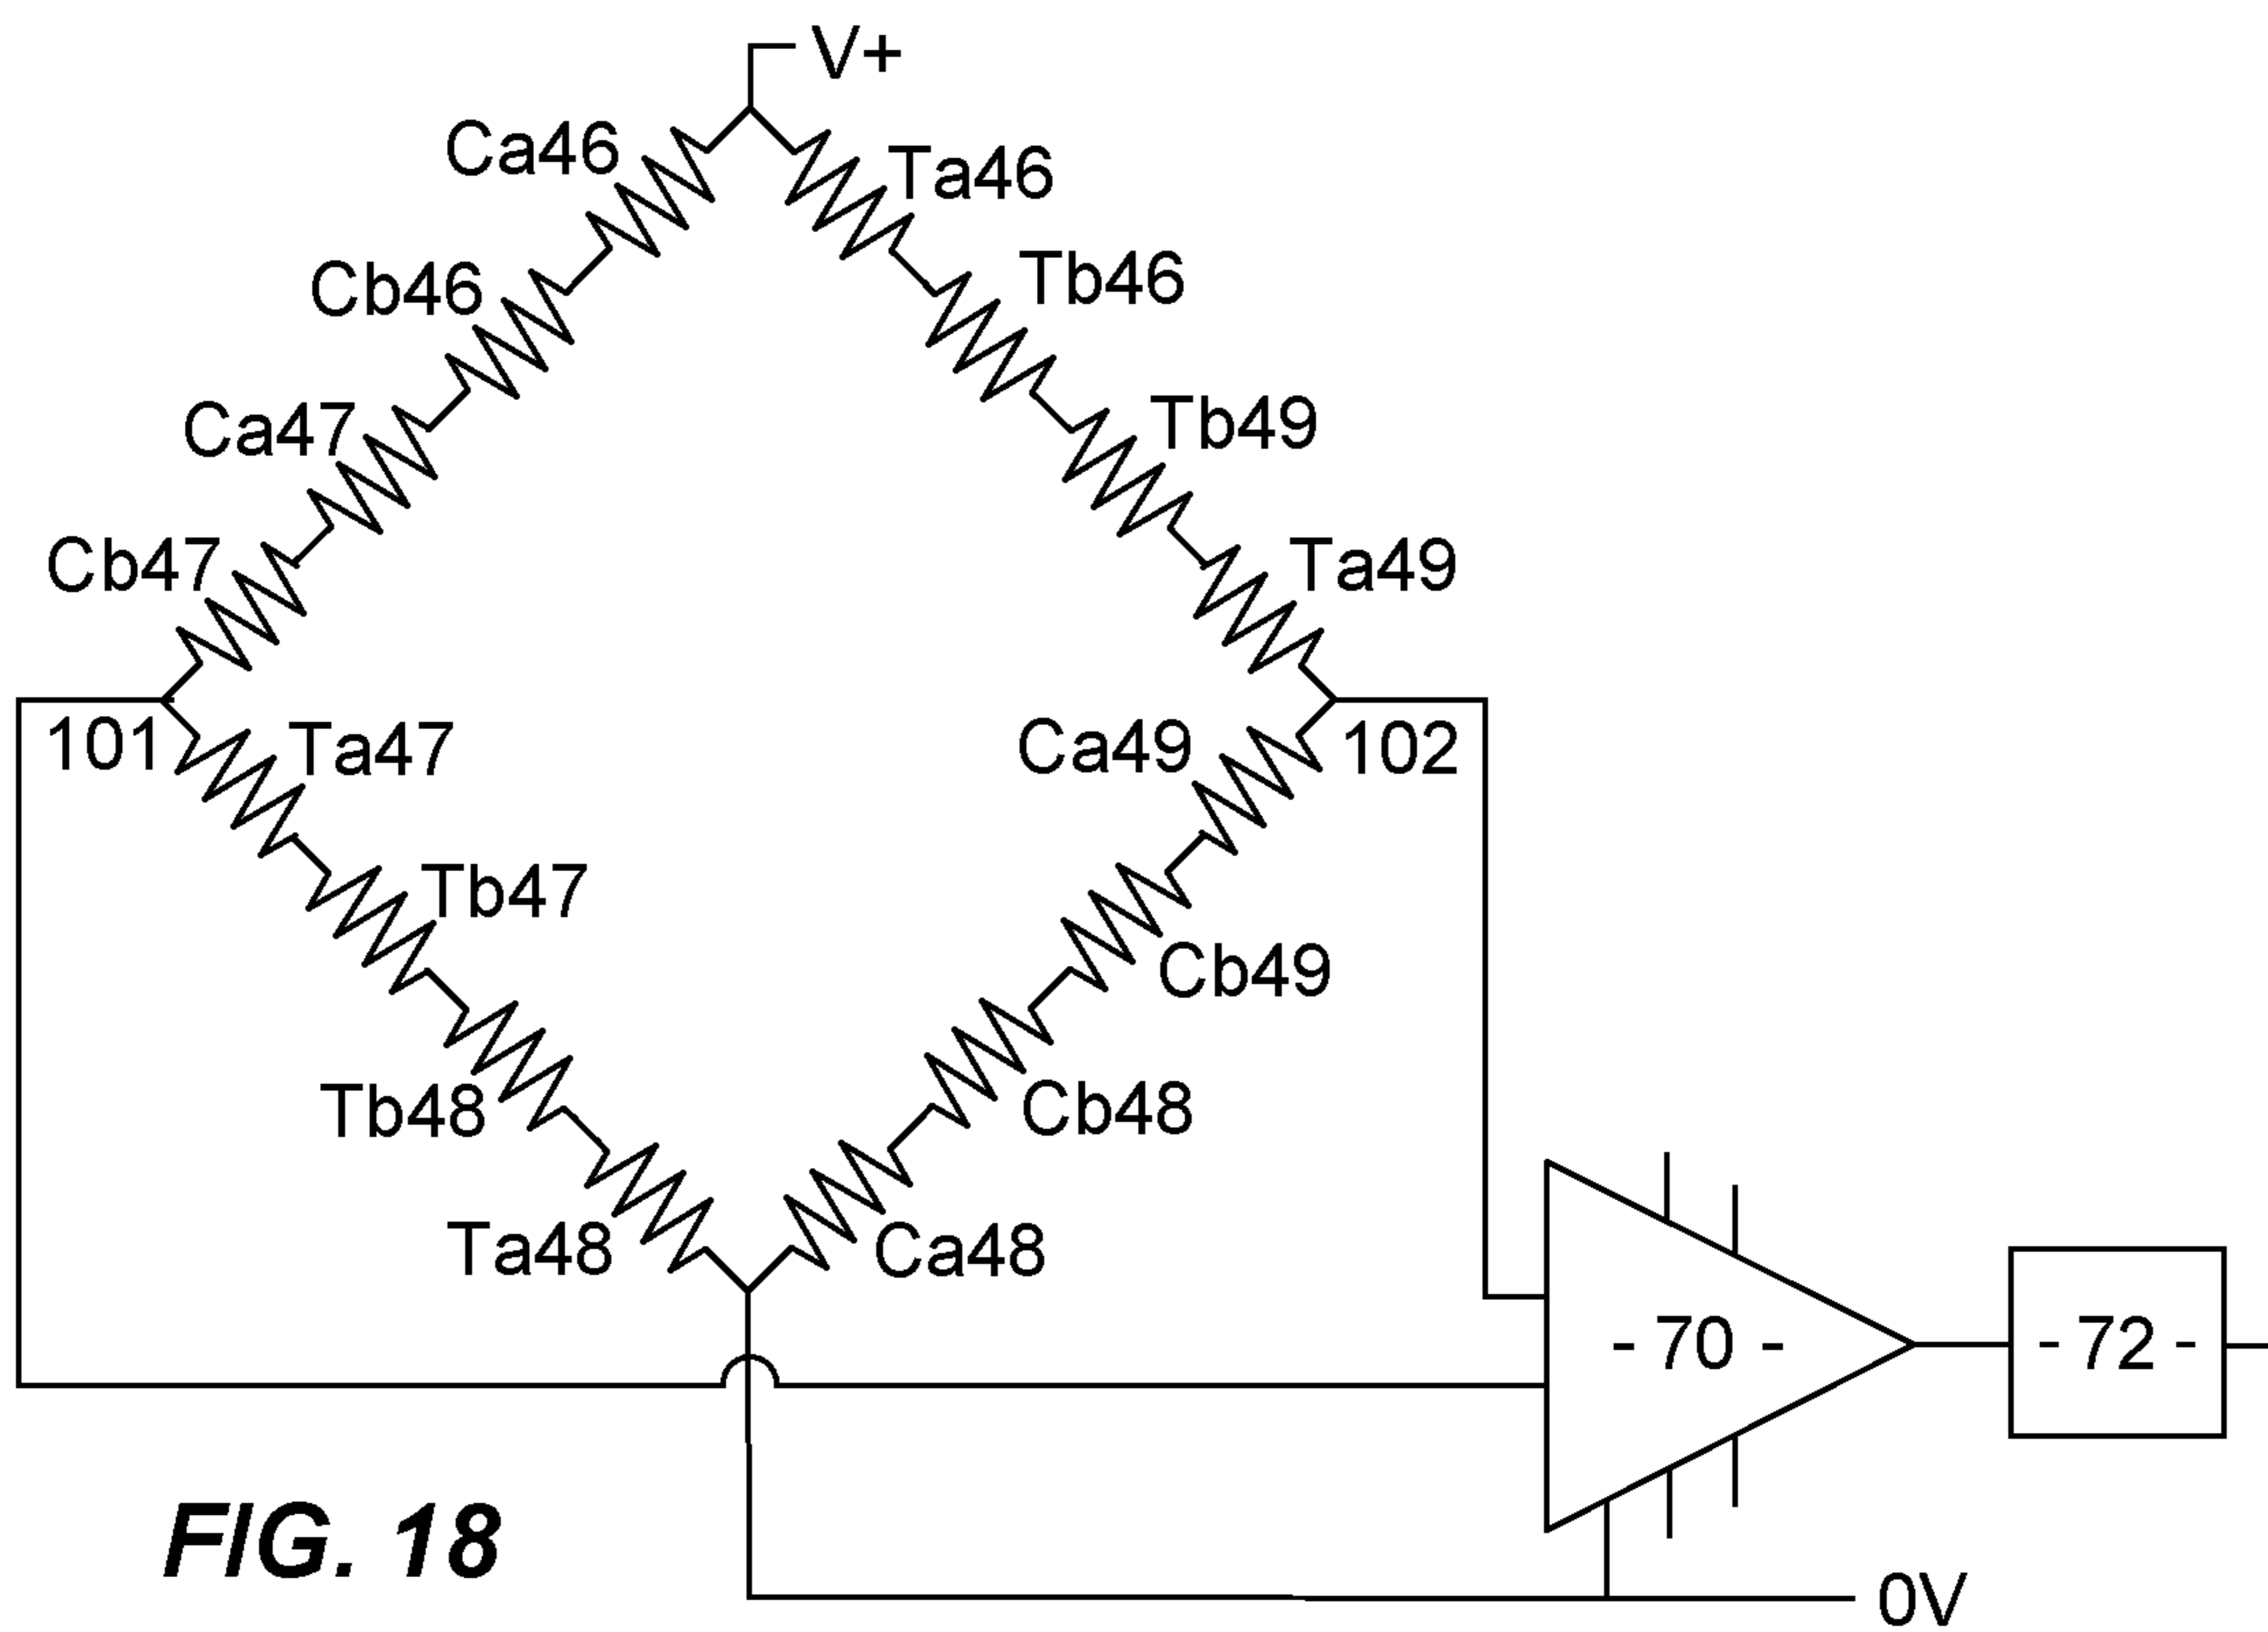 V+
Ca46
Ta46
Cb46
Tb46
Ca47
Tb49
Cb47
Ta49
101
Ta47
Ca49
102
Tb47
Cb49
Tb48
Cb48
Ta48
Ca48
- 70 -
- 72 -
FIG. 18
0V